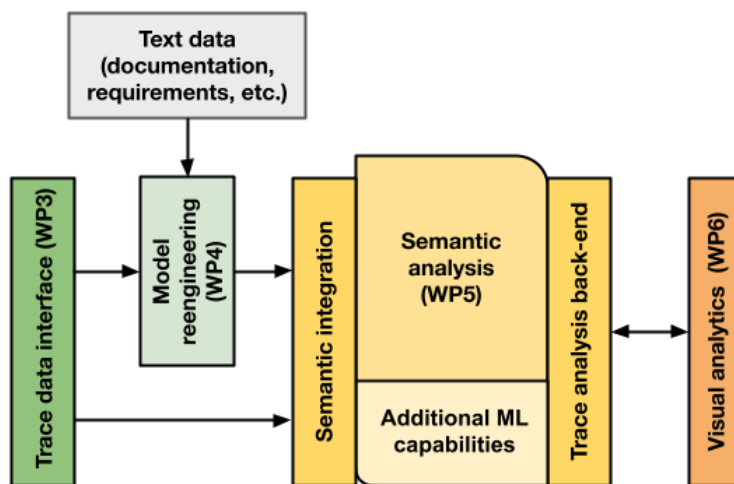 Text data
(documentation,
requirements, etc.)
Trace data interface (WP3)
Model
reengineering
(WP4)
Semantic integration
Semantic
analysis
(WP5)
Additional ML
capabilities
Trace analysis back-end
Visual analytics (WP6)